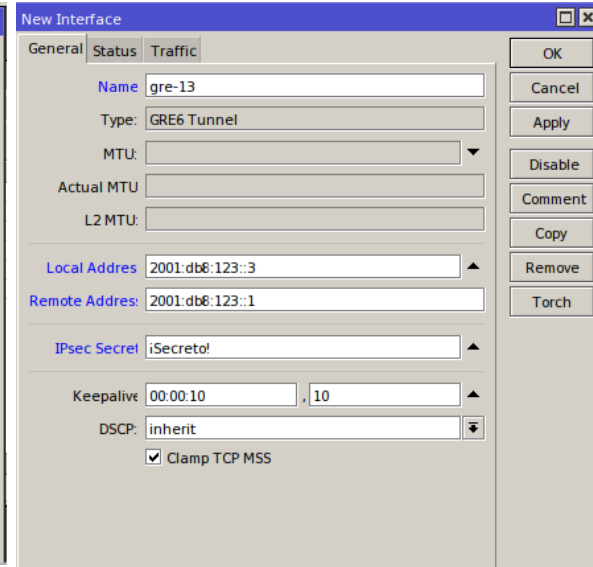 New Interface
General Status Traffic
OK
Name gre-13
Cancel
Type: GRE6 Tunnel
Apply
MTU:
Disable
Actual MTU
Comment
L2 MTU:
Copy
Local Addres 2001:db8:123::3
Remove
Remote Address 2001:db8:123::1
Torch
IPsec Secret ¡Secreto!
Keepalive 00:00:10 , 10
DSCP: inherit
Clamp TCP MSS